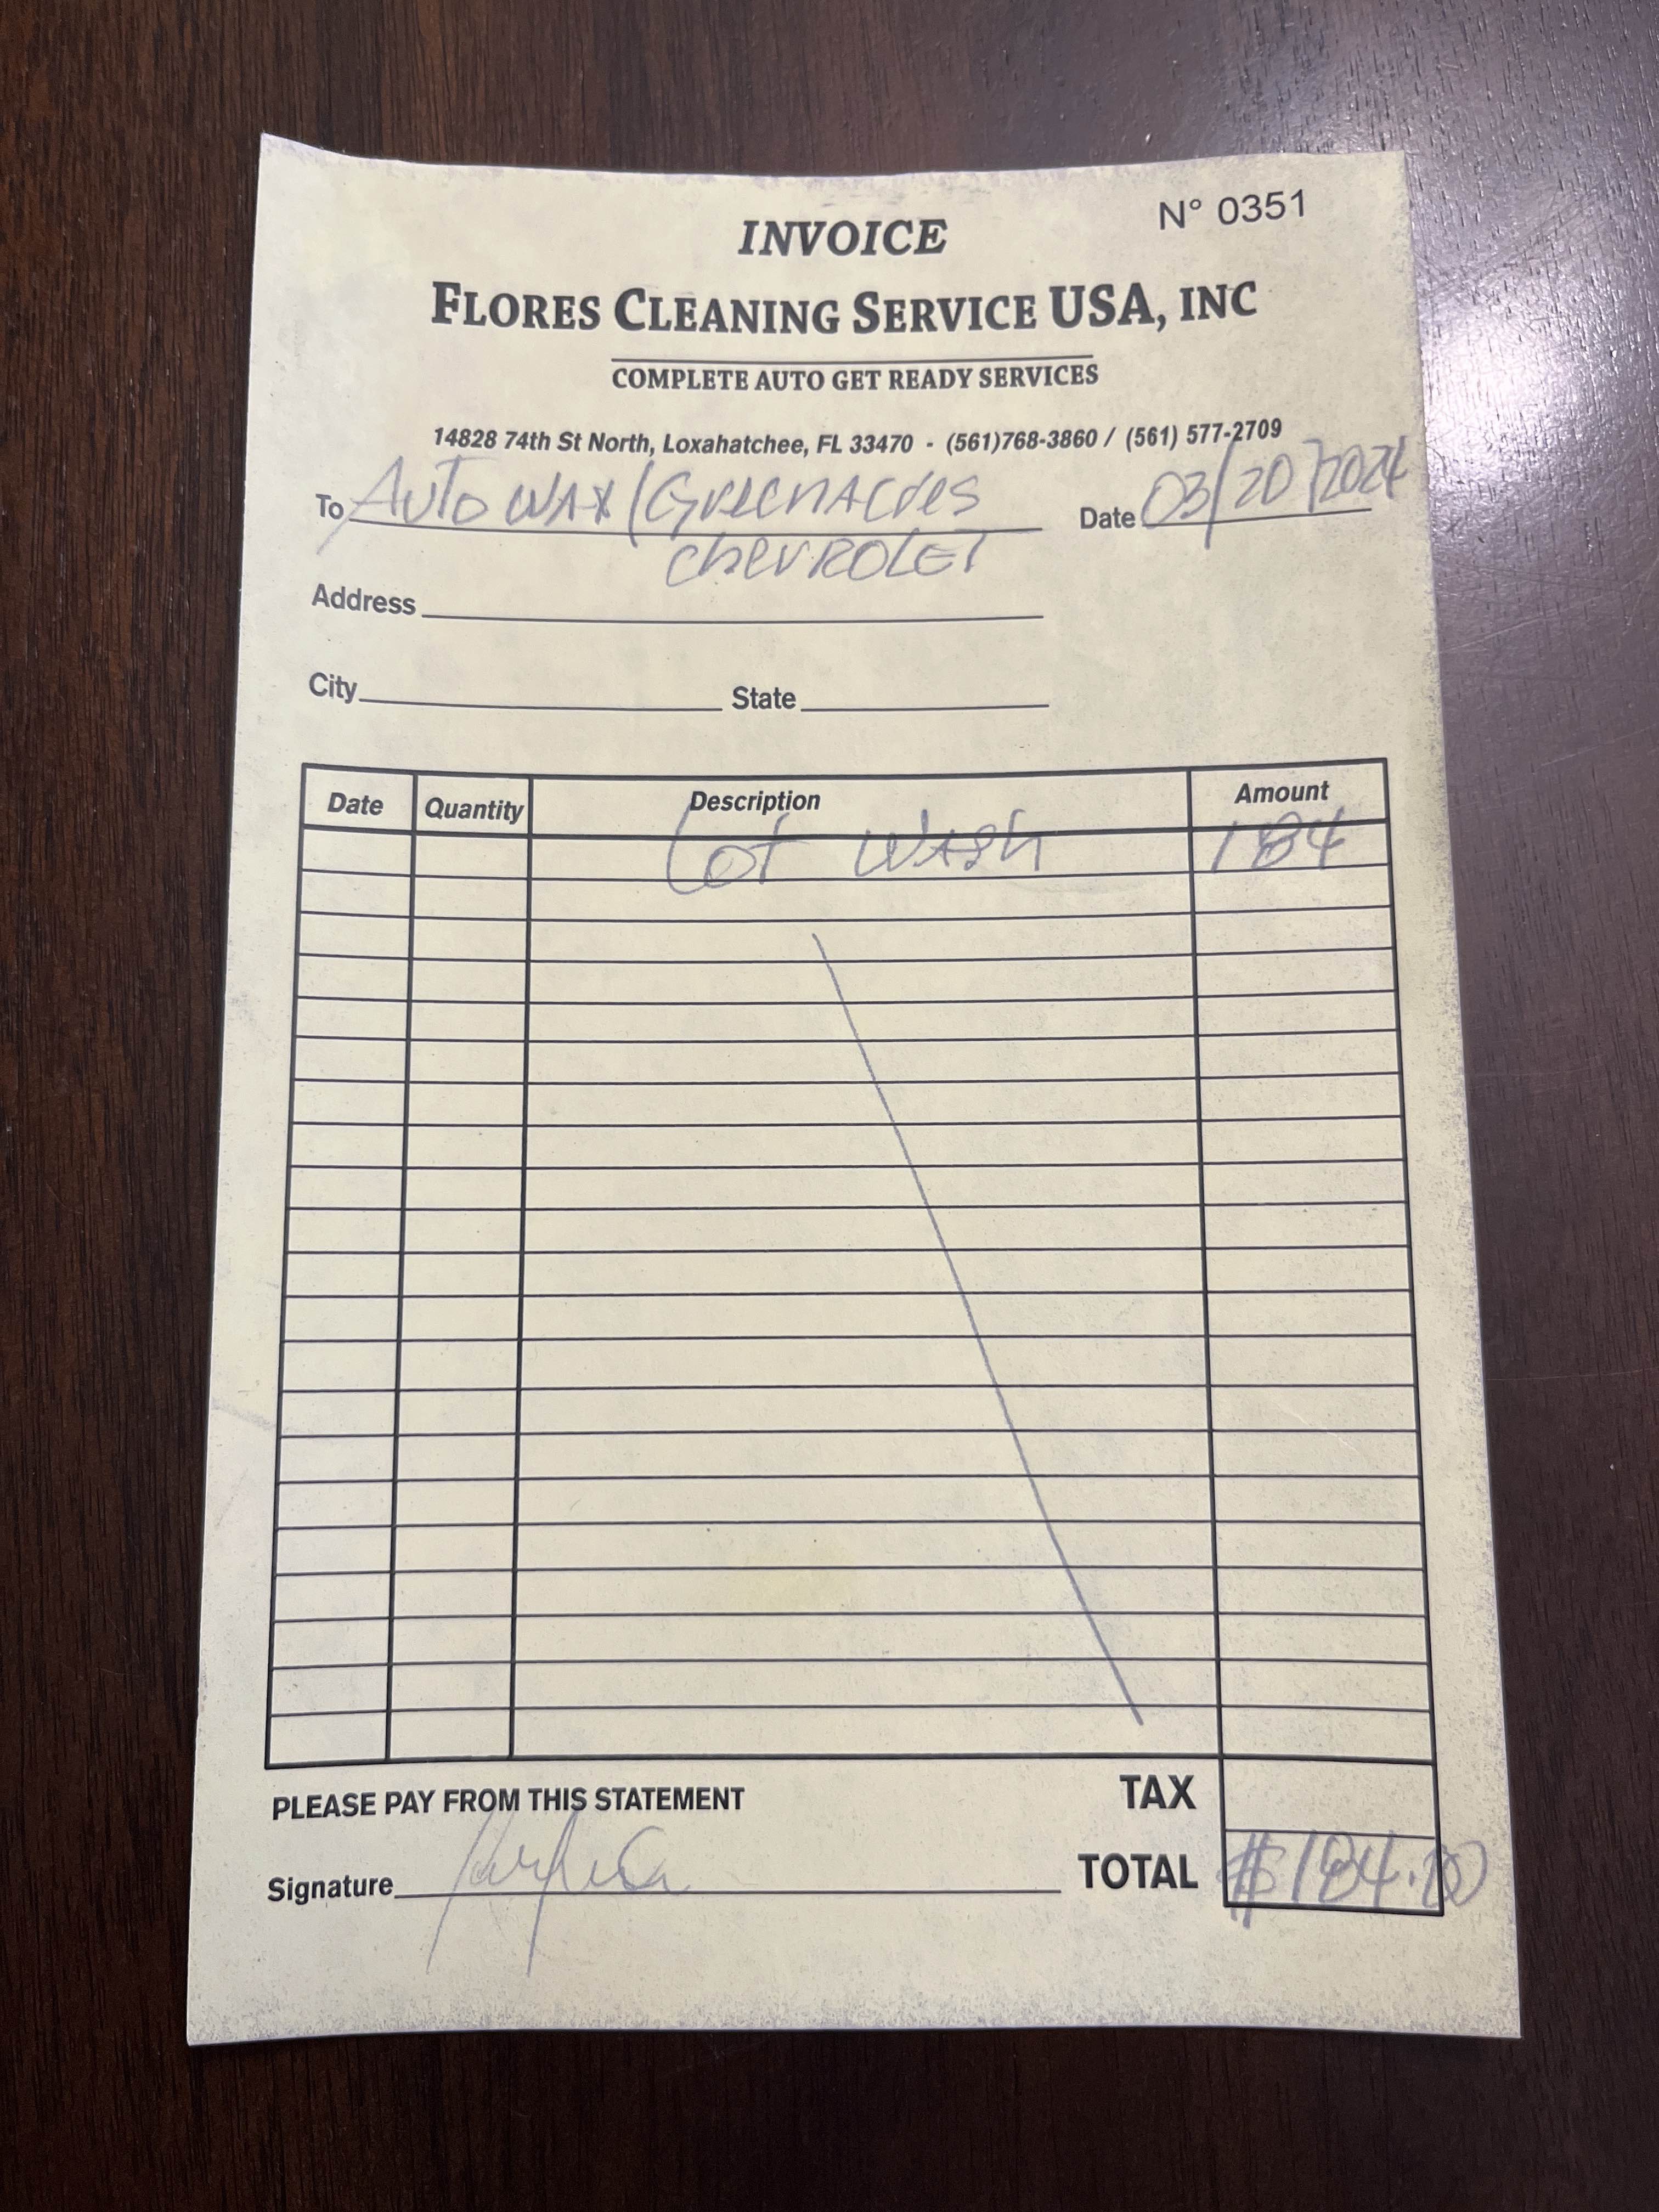 N° 0351
INVOICE
FLORES CLEANING SERVICE USA, INC
COMPLETE AUTO GET READY SERVICES
14828 74th St North, Loxahatchee, FL 33470 - (561)768-3860 / (561) 577-2709
To Auto WAX/GreenAcres Date 03/20/2024
CheVROLET
Address
City State
Date Quantity Description Amount
Lot WASh 184
PLEASE PAY FROM THIS STATEMENT TAX
Signature TOTAL $184.00